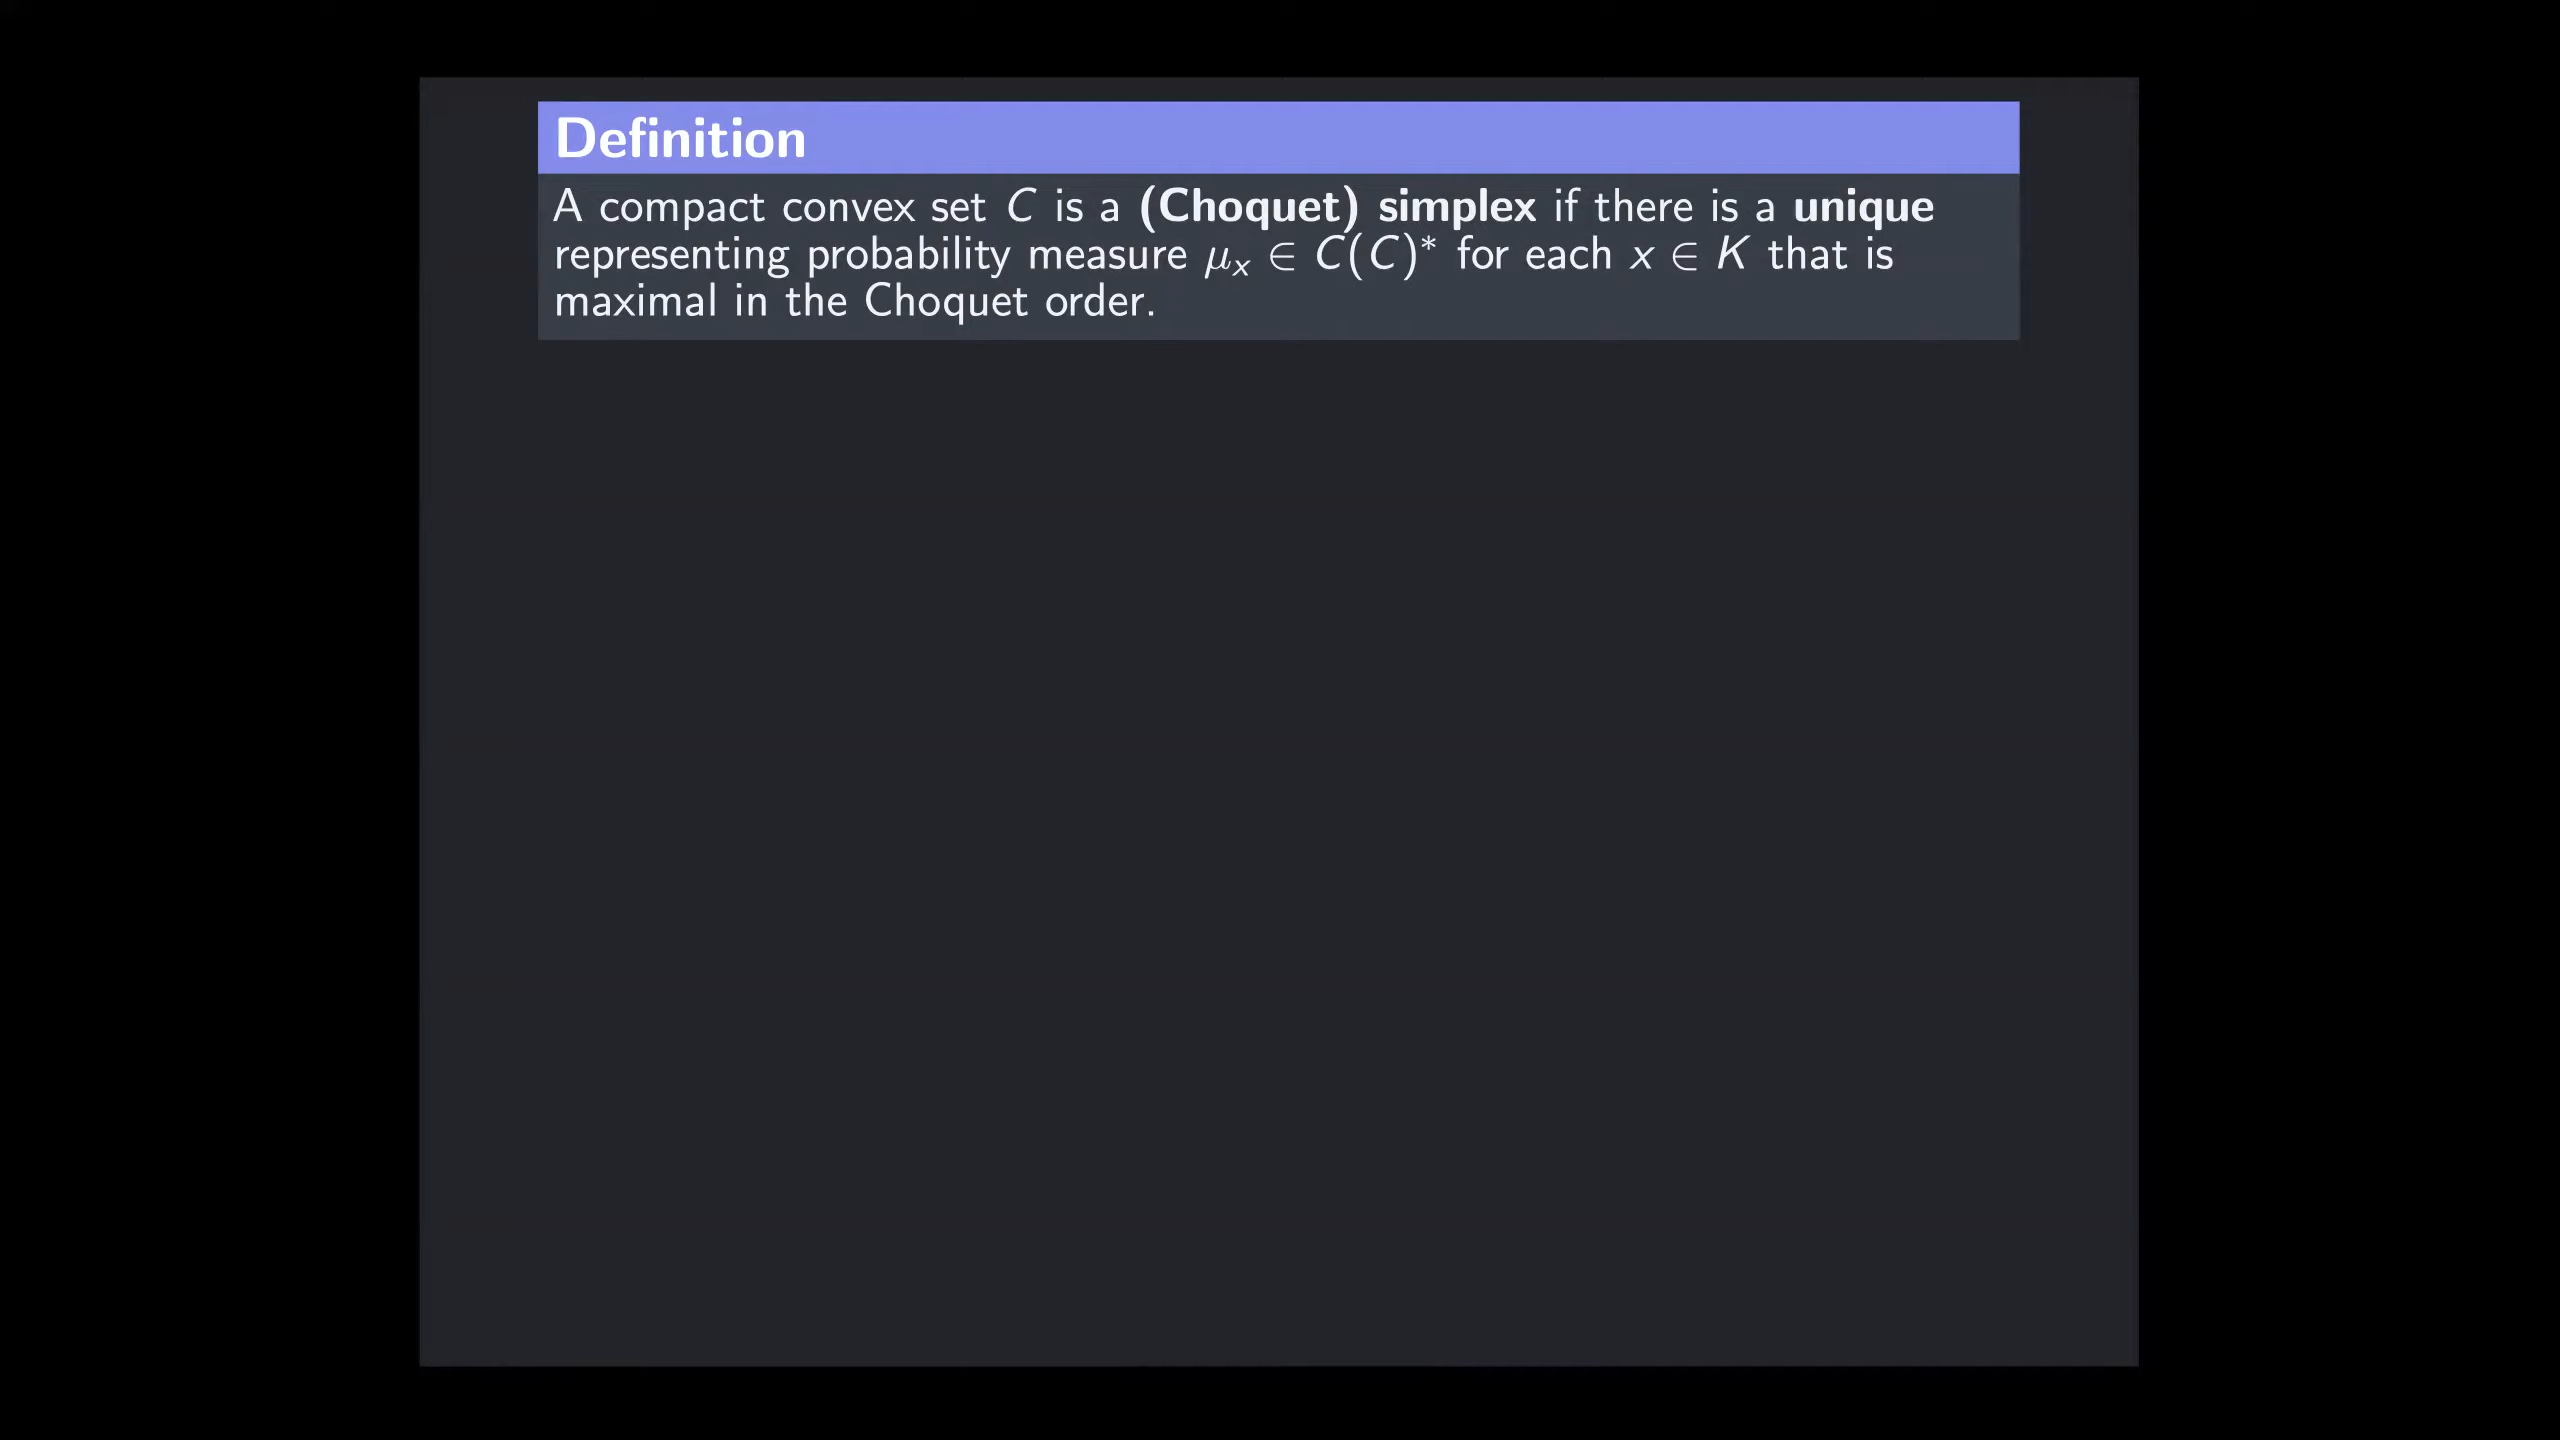 Definition
A compact convex set C is a (Choquet) simplex if there is a unique
representing probability measure μₓ ∈ C(C)* for each x ∈ K that is
maximal in the Choquet order.